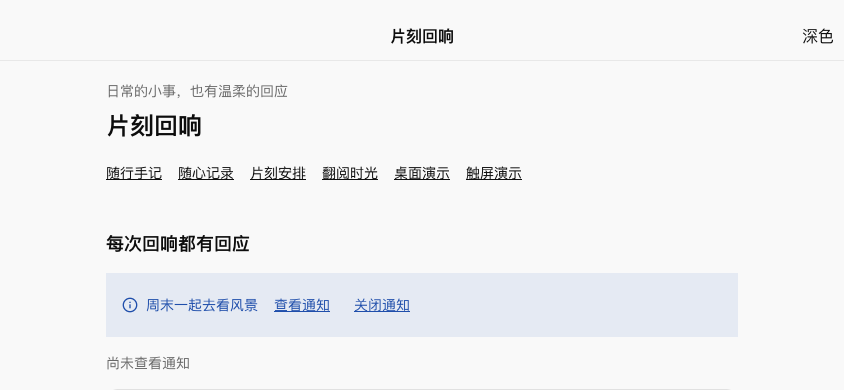 片刻回响 深色
日常的小事，也有温柔的回应
片刻回响
随行手记 随心记录 片刻安排 翻阅时光 桌面演示 触屏演示
每次回响都有回应
周末一起去看风景 查看通知 关闭通知
尚未查看通知